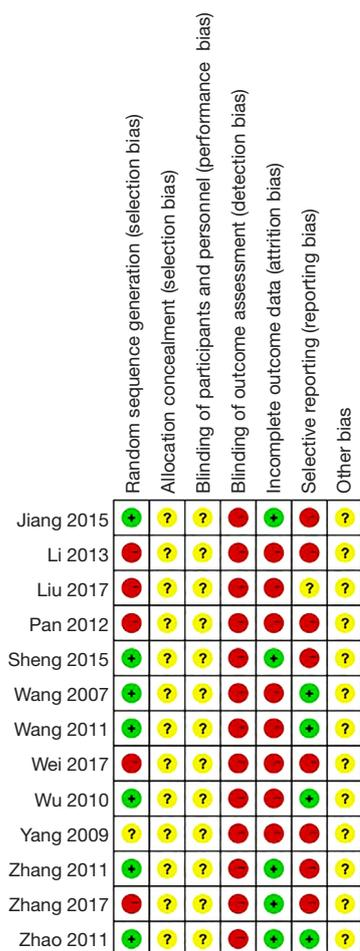 Random sequence generation (selection bias)
Allocation concealment (selection bias)
Blinding of participants and personnel (performance bias)
Blinding of outcome assessment (detection bias)
Incomplete outcome data (attrition bias)
Selective reporting (reporting bias)
Other bias
Jiang 2015 + ? ? - + - ?
Li 2013 - ? ? - - - ?
Liu 2017 - ? ? - - ? ?
Pan 2012 - ? ? - - - ?
Sheng 2015 + ? ? - + - ?
Wang 2007 + ? ? - - + ?
Wang 2011 + ? ? - - + ?
Wei 2017 - ? ? - - - ?
Wu 2010 + ? ? - - + ?
Yang 2009 ? ? ? - - - ?
Zhang 2011 + ? ? - + - ?
Zhang 2017 - ? ? - + - ?
Zhao 2011 + ? ? - + + ?